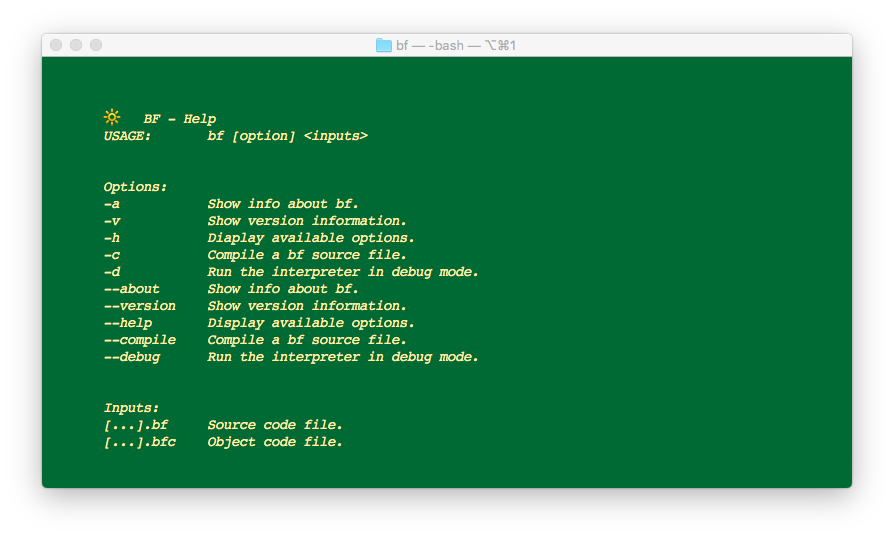 bf — -bash — ⌥⌘1
BF - Help
USAGE: bf [option] <inputs>
Options:
-a Show info about bf.
-v Show version information.
-h Diaplay available options.
-c Compile a bf source file.
-d Run the interpreter in debug mode.
--about Show info about bf.
--version Show version information.
--help Display available options.
--compile Compile a bf source file.
--debug Run the interpreter in debug mode.
Inputs:
[...].bf Source code file.
[...].bfc Object code file.